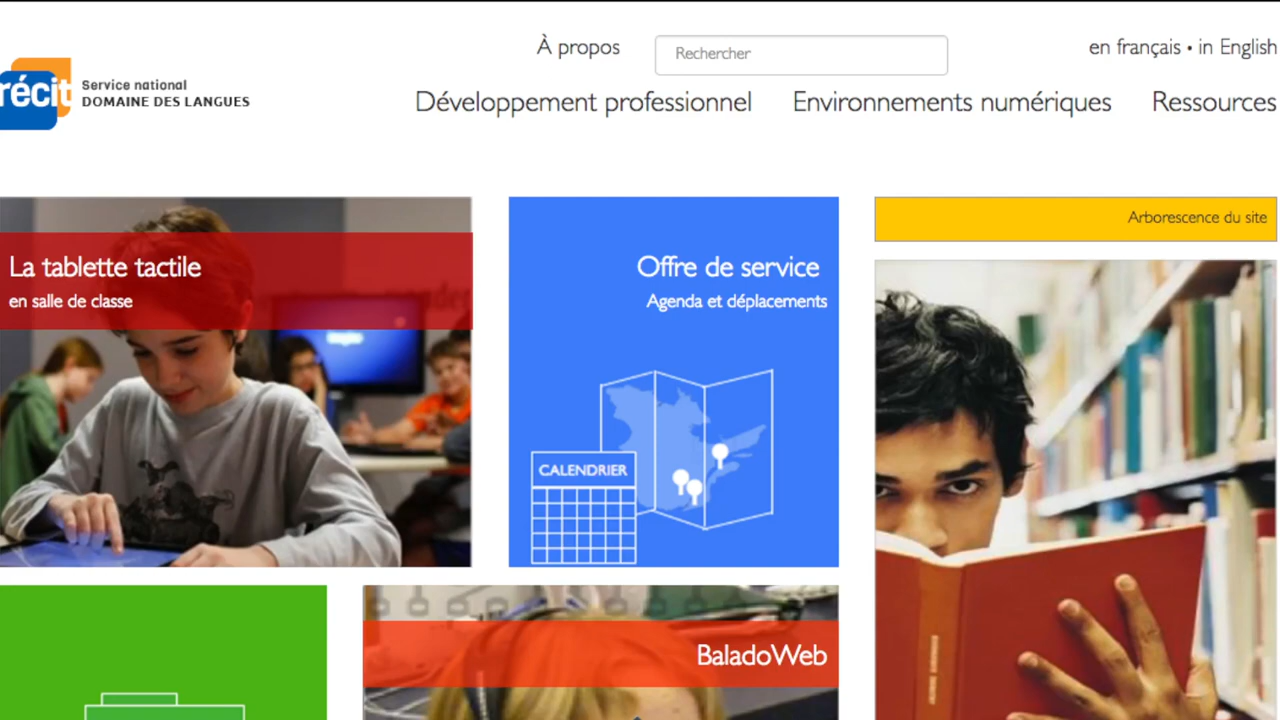 À propos
Rechercher
en français • in English
récit
Service national
DOMAINE DES LANGUES
Développement professionnel
Environnements numériques
Ressources
La tablette tactile
en salle de classe
Offre de service
Agenda et déplacements
CALENDRIER
Arborescence du site
BaladoWeb